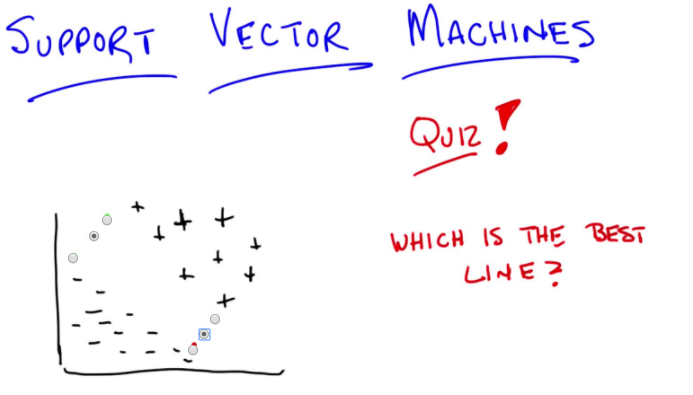 SUPPORT VECTOR MACHINES
QUIZ!
WHICH IS THE BEST
LINE?